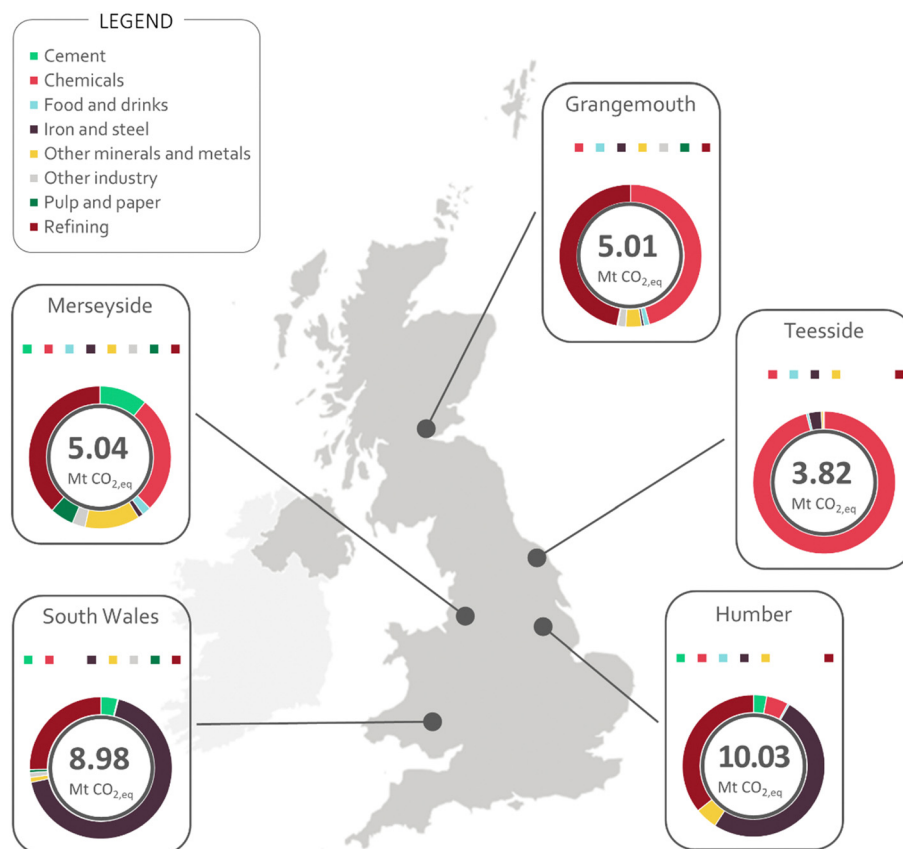 LEGEND
Cement
Chemicals
Food and drinks
Iron and steel
Other minerals and metals
Other industry
Pulp and paper
Refining
Grangemouth
5.01
Mt CO2,eq
Merseyside
5.04
Mt CO2,eq
Teesside
3.82
Mt CO2,eq
South Wales
8.98
Mt CO2,eq
Humber
10.03
Mt CO2,eq